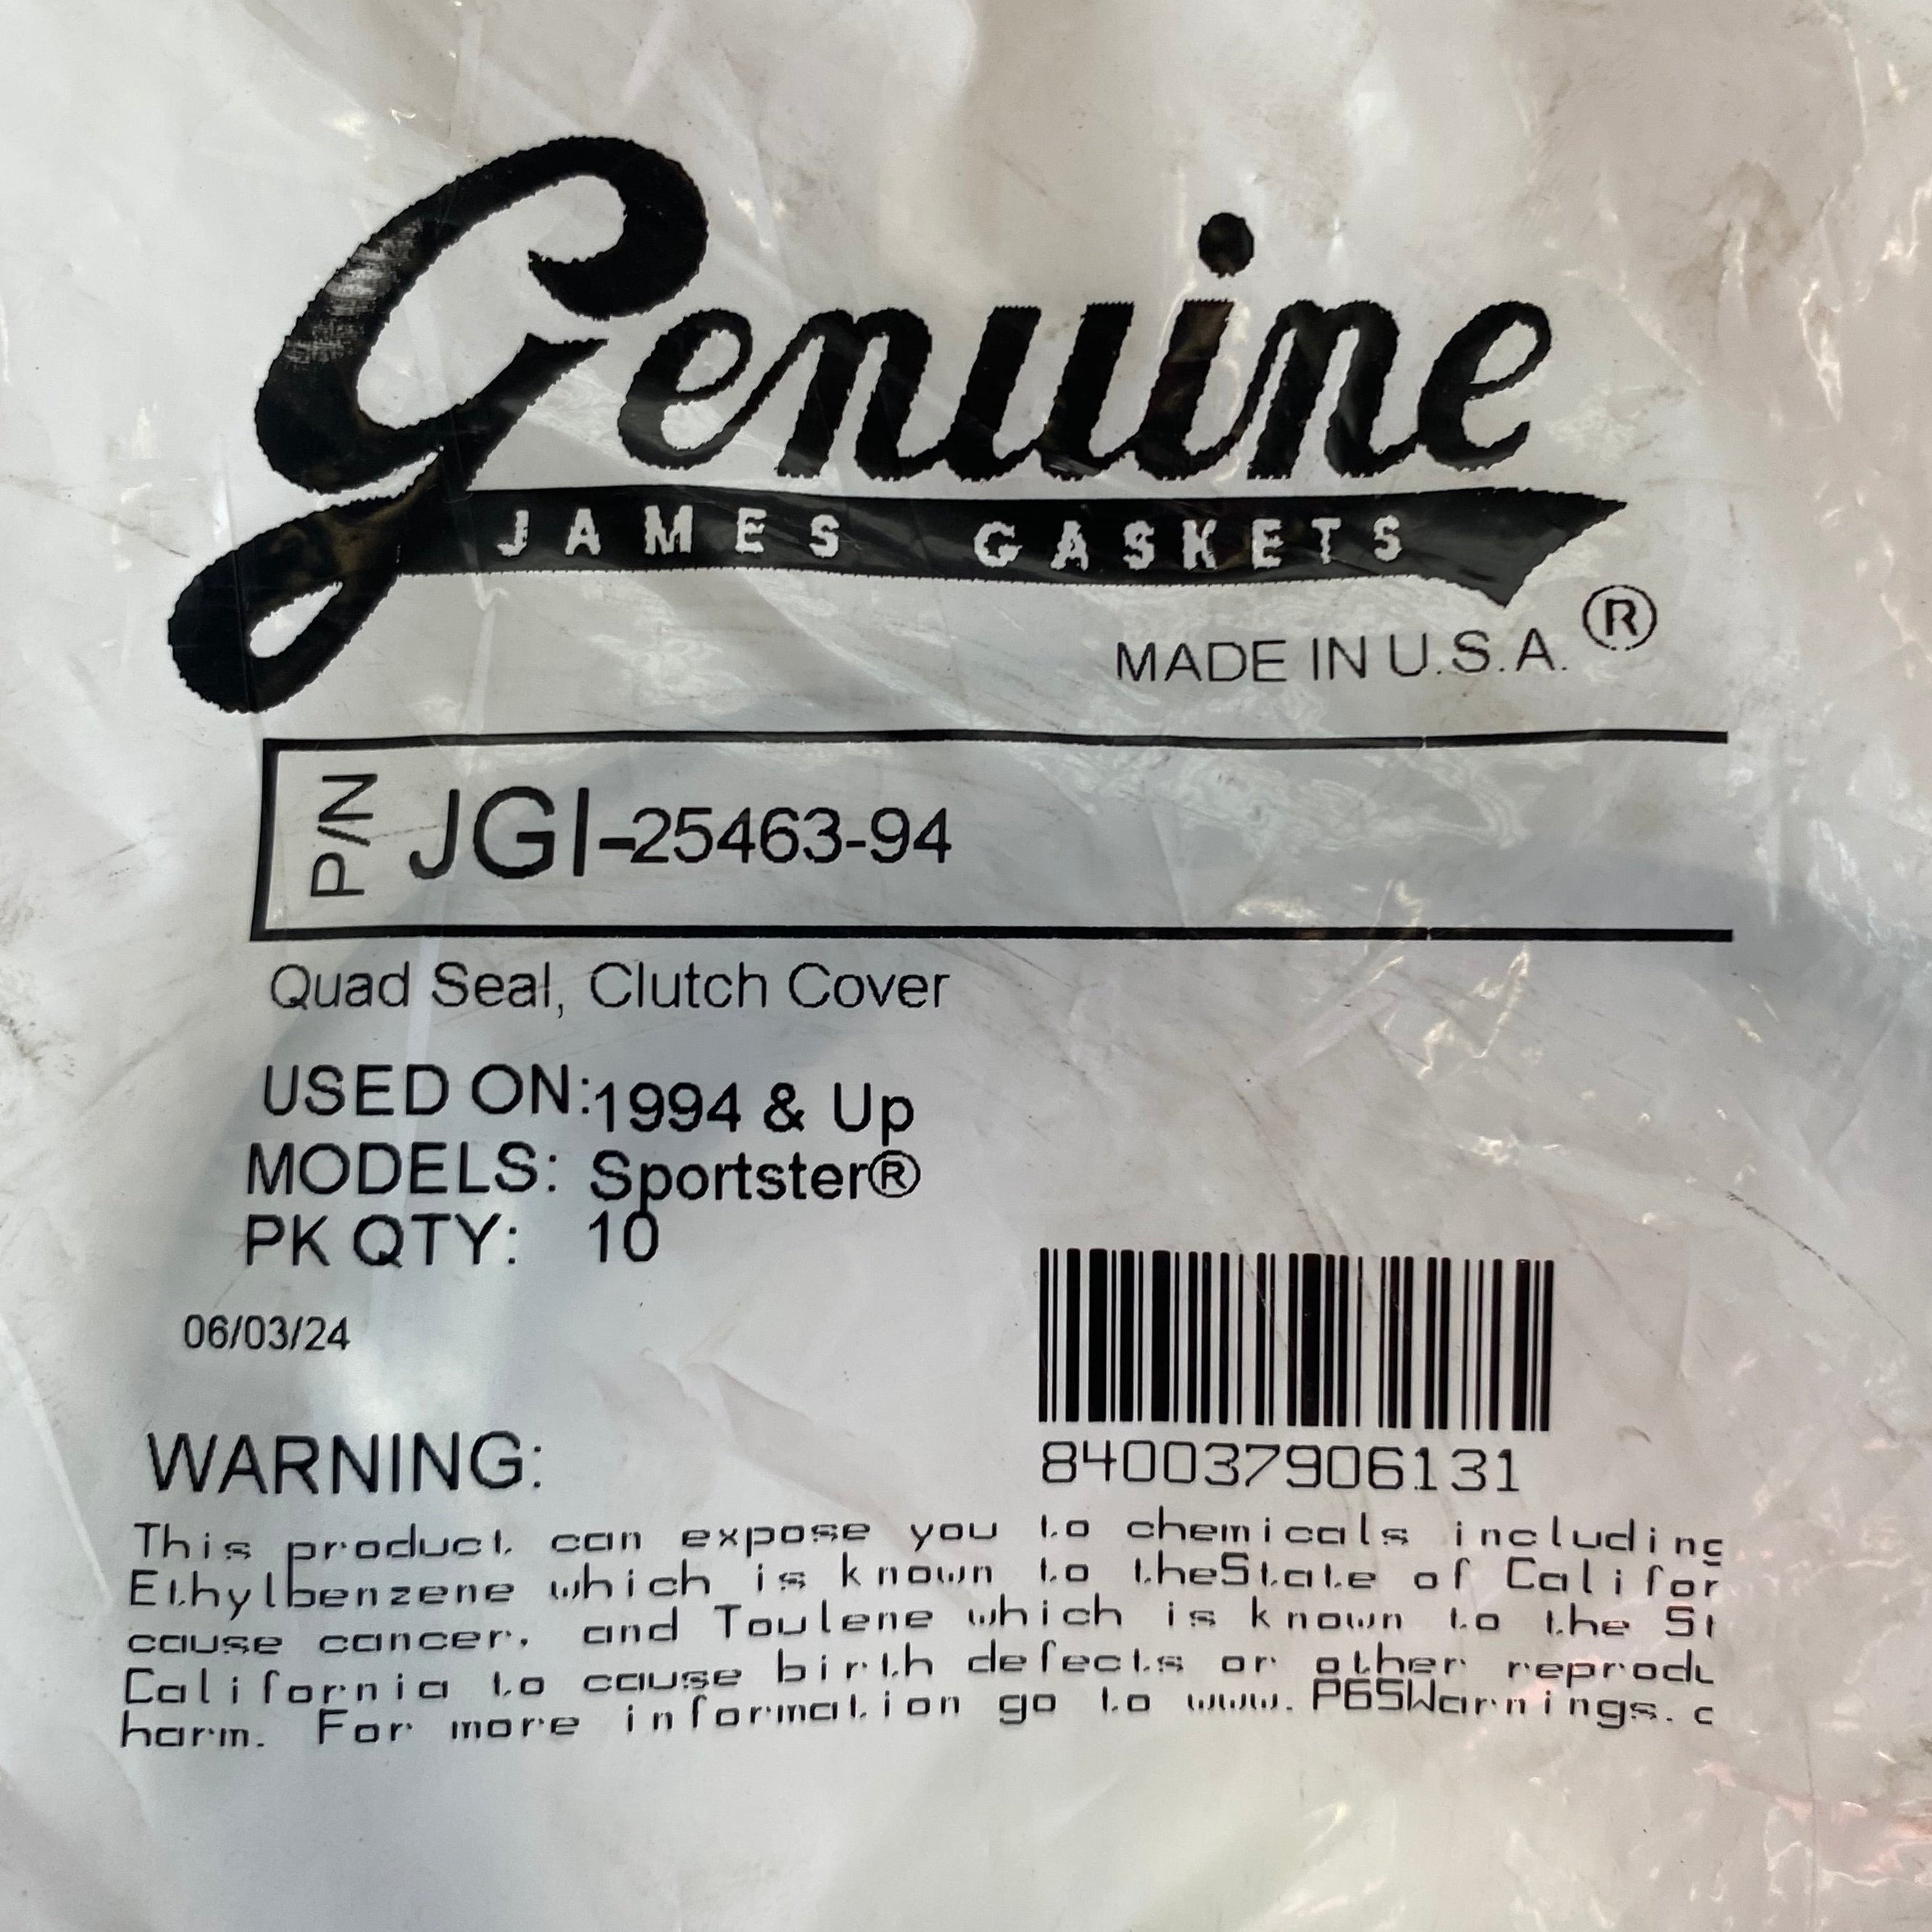 Genuine
JAMES GASKETS
®
MADE IN U.S.A.
P/N JGI-25463-94
Quad Seal, Clutch Cover
USED ON: 1994 & Up
MODELS: Sportster®
PK QTY: 10
06/03/24
840037906131
WARNING:
This product can expose you to chemicals including
Ethylbenzene which is known to theState of Califor
cause cancer, and Toulene which is known to the St
California to cause birth defects or other reprodu
harm. For more information go to www.P65Warnings.c